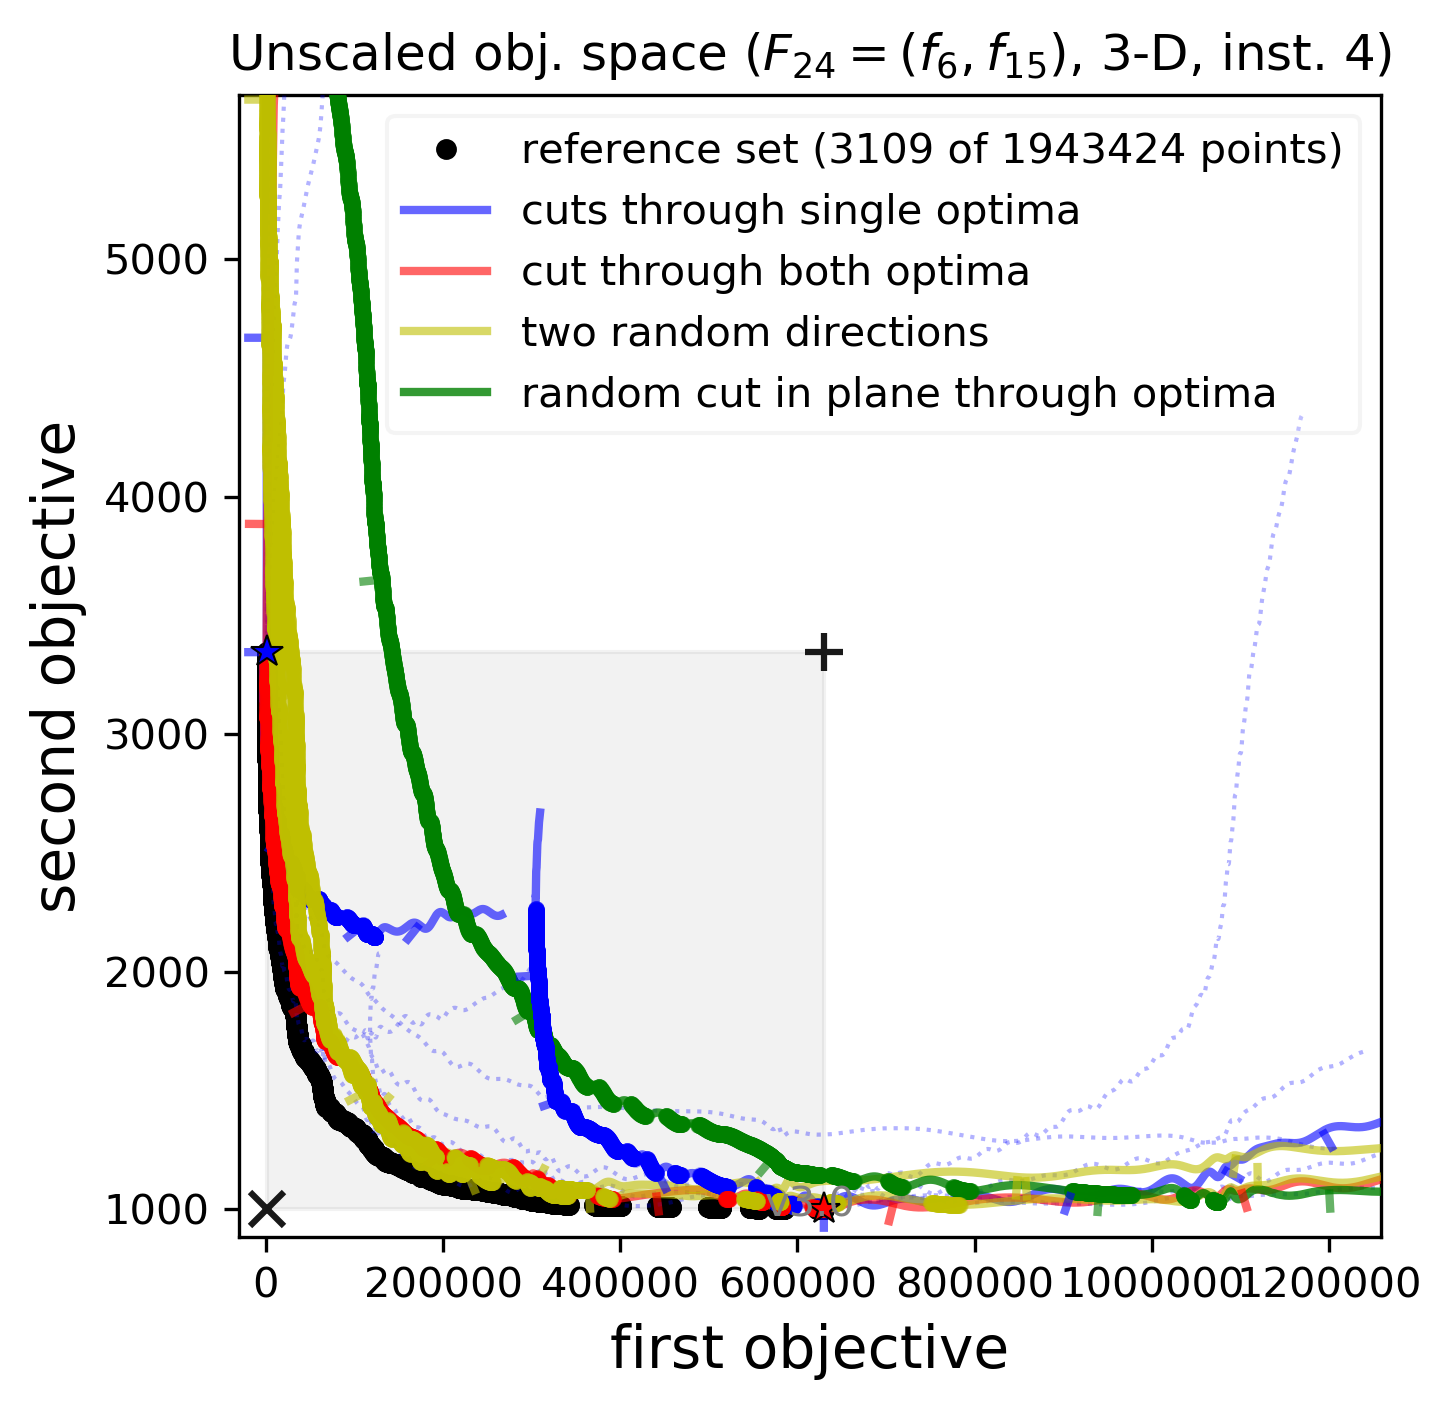 Unscaled obj. space (F₂₄ = (f₆, f₁₅), 3-D, inst. 4)
reference set (3109 of 1943424 points)
cuts through single optima
cut through both optima
two random directions
random cut in plane through optima
5000
4000
3000
2000
1000
second objective
0 200000 400000 600000 800000 1000000 1200000
first objective